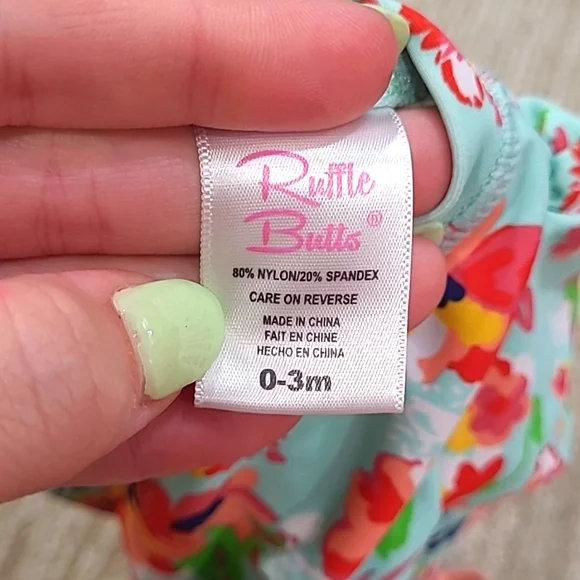 Ruffle
Butts®
80% NYLON/20% SPANDEX
CARE ON REVERSE
MADE IN CHINA
FAIT EN CHINE
HECHO EN CHINA
0-3m